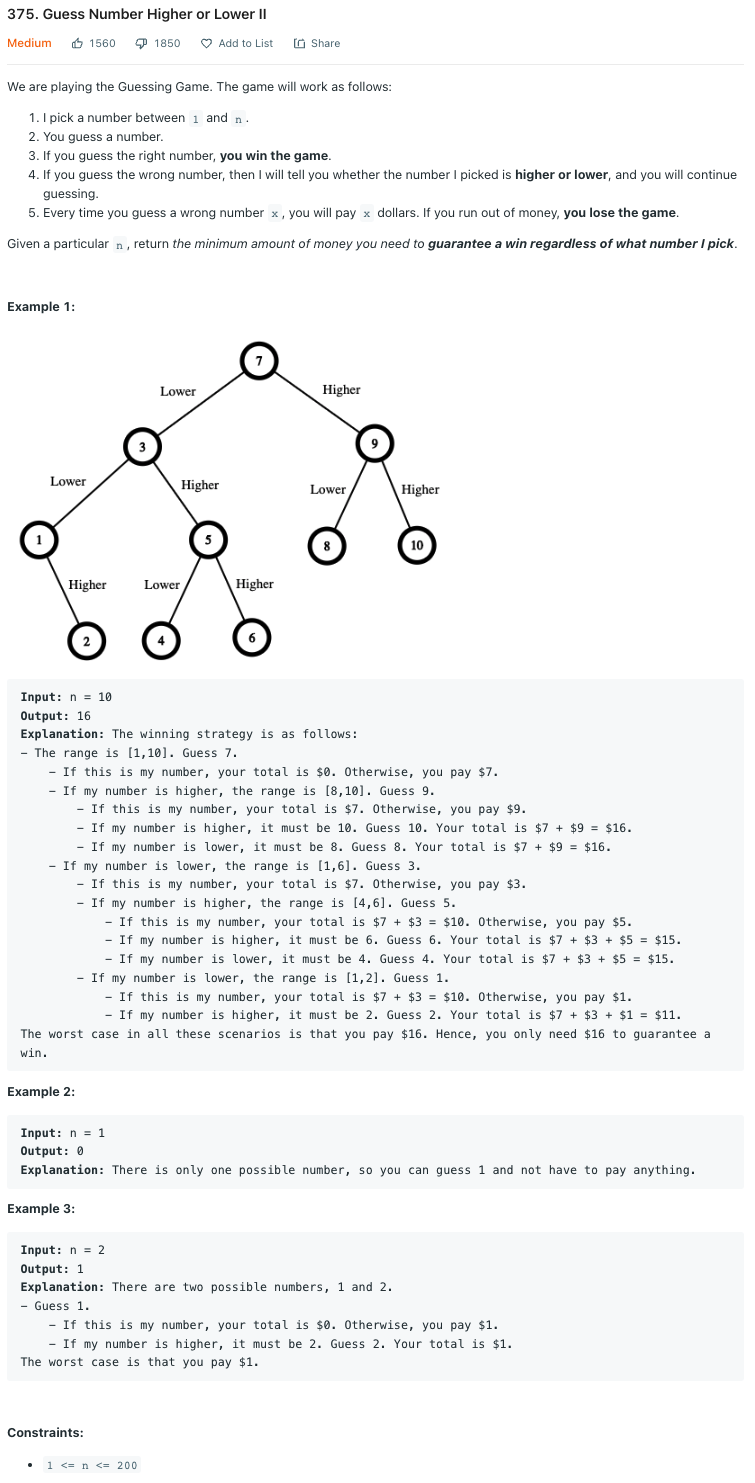 375. Guess Number Higher or Lower II
Medium 1560 1850 Add to List Share
We are playing the Guessing Game. The game will work as follows:
1. I pick a number between 1 and n.
2. You guess a number.
3. If you guess the right number, you win the game.
4. If you guess the wrong number, then I will tell you whether the number I picked is higher or lower, and you will continue
guessing.
5. Every time you guess a wrong number x, you will pay x dollars. If you run out of money, you lose the game.
Given a particular n, return the minimum amount of money you need to guarantee a win regardless of what number I pick.
Example 1:
7
Lower Higher
3 9
Lower Higher Lower Higher
1 5 8 10
Higher Lower Higher
2 4 6
Input: n = 10
Output: 16
Explanation: The winning strategy is as follows:
- The range is [1,10]. Guess 7.
- If this is my number, your total is $0. Otherwise, you pay $7.
- If my number is higher, the range is [8,10]. Guess 9.
- If this is my number, your total is $7. Otherwise, you pay $9.
- If my number is higher, it must be 10. Guess 10. Your total is $7 + $9 = $16.
- If my number is lower, it must be 8. Guess 8. Your total is $7 + $9 = $16.
- If my number is lower, the range is [1,6]. Guess 3.
- If this is my number, your total is $7. Otherwise, you pay $3.
- If my number is higher, the range is [4,6]. Guess 5.
- If this is my number, your total is $7 + $3 = $10. Otherwise, you pay $5.
- If my number is higher, it must be 6. Guess 6. Your total is $7 + $3 + $5 = $15.
- If my number is lower, it must be 4. Guess 4. Your total is $7 + $3 + $5 = $15.
- If my number is lower, the range is [1,2]. Guess 1.
- If this is my number, your total is $7 + $3 = $10. Otherwise, you pay $1.
- If my number is higher, it must be 2. Guess 2. Your total is $7 + $3 + $1 = $11.
The worst case in all these scenarios is that you pay $16. Hence, you only need $16 to guarantee a
win.
Example 2:
Input: n = 1
Output: 0
Explanation: There is only one possible number, so you can guess 1 and not have to pay anything.
Example 3:
Input: n = 2
Output: 1
Explanation: There are two possible numbers, 1 and 2.
- Guess 1.
- If this is my number, your total is $0. Otherwise, you pay $1.
- If my number is higher, it must be 2. Guess 2. Your total is $1.
The worst case is that you pay $1.
Constraints:
• 1 <= n <= 200